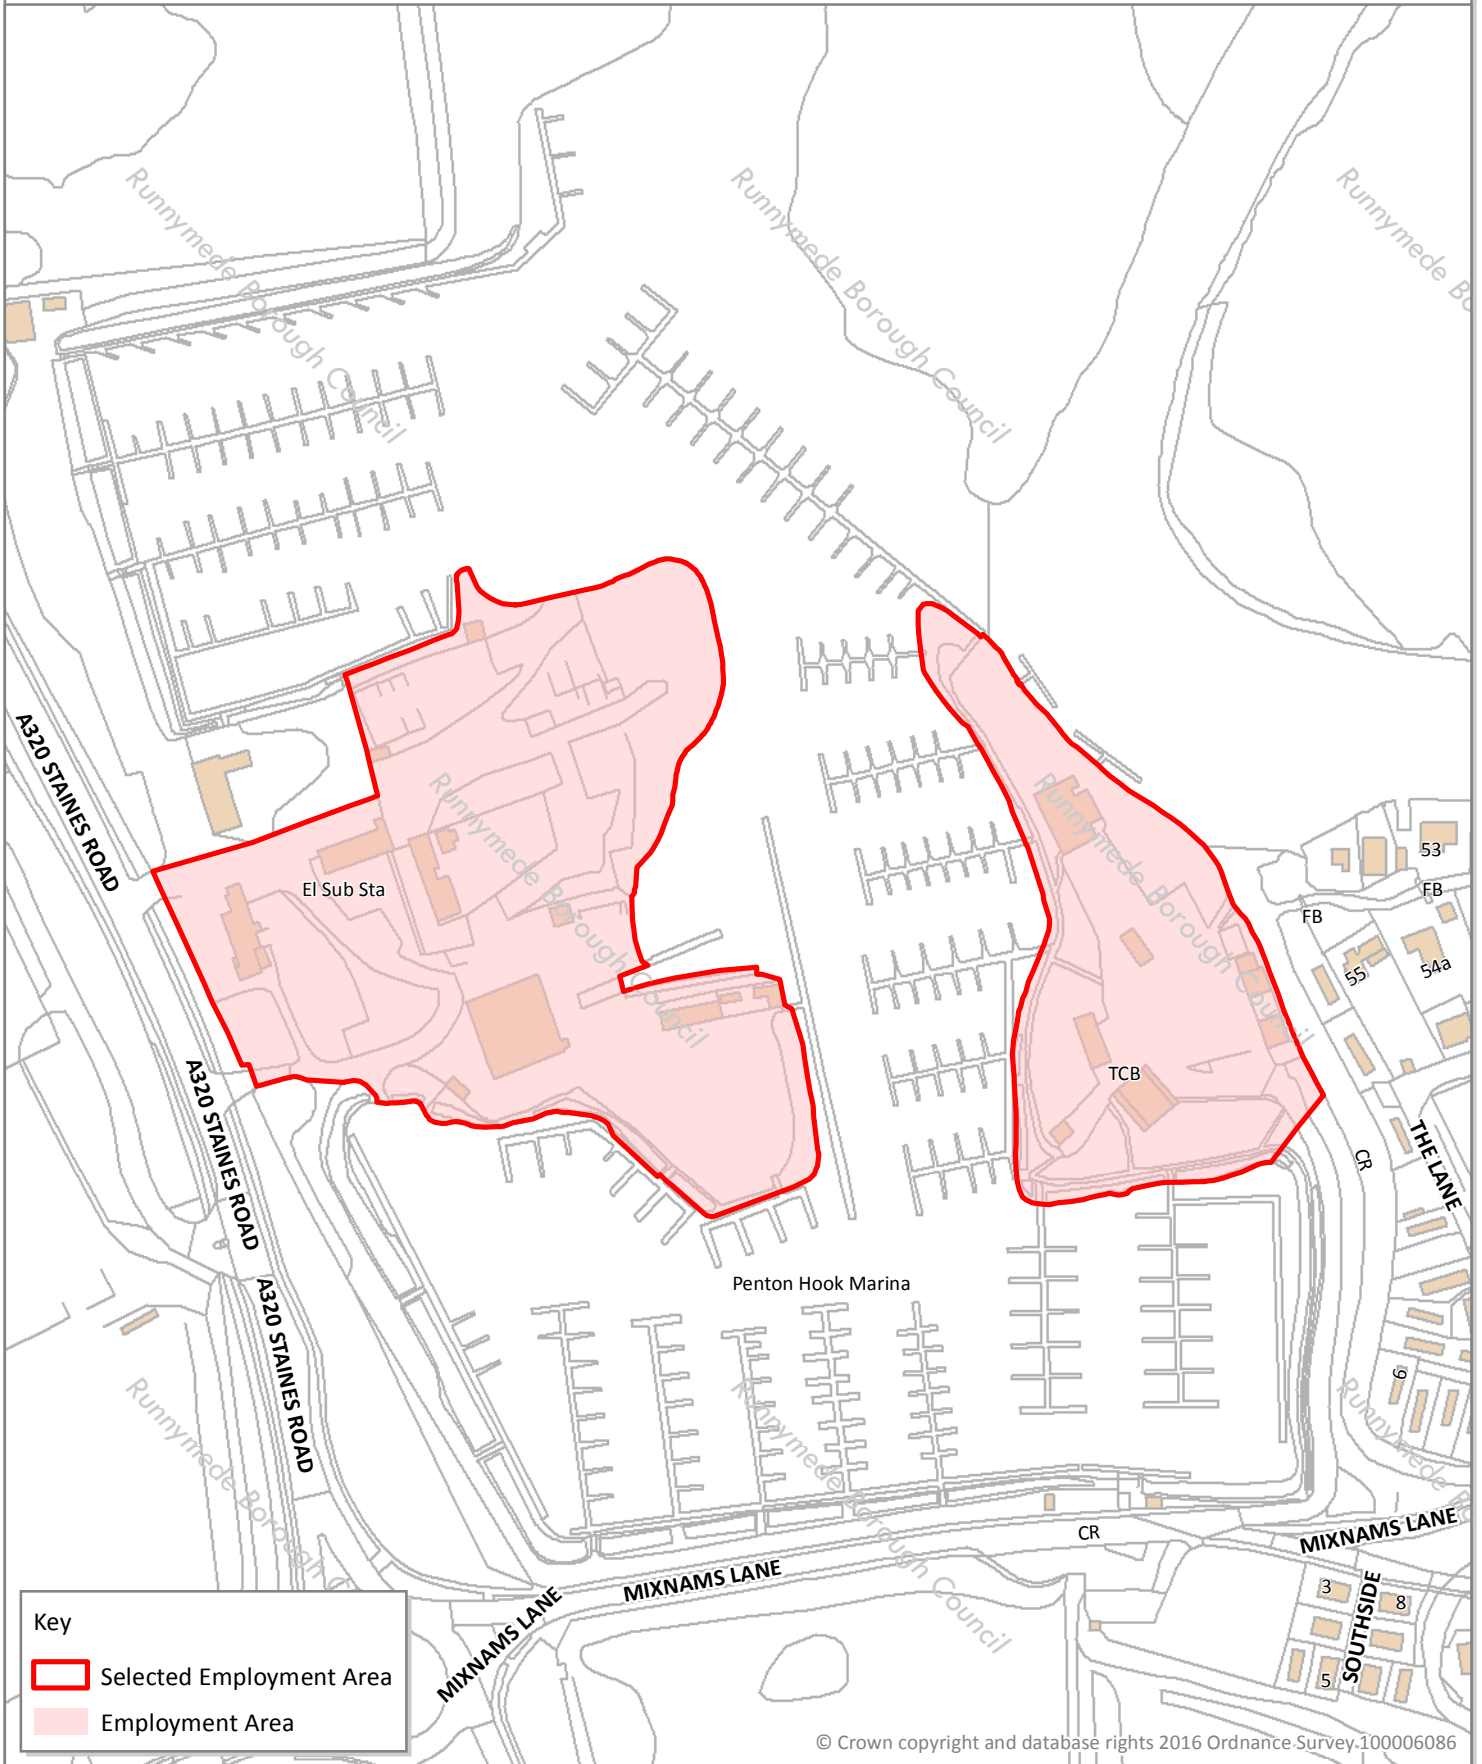 Runnymede Borough Council
Runnymede Borough Council
Runnymede Bo
A320 STAINES ROAD
El Sub Sta
Runnymede Borough Council
Runnymede Borough Council
53
FB
FB
55
54a
TCB
A320 STAINES ROAD
CR
THE LANE
Penton Hook Marina
A320 STAINES ROAD
6
Runnymede Borough C
Runnymede Borough Council
Runnymede
CR
MIXNAMS LANE
MIXNAMS LANE
MIXNAMS LANE
3
8
SOUTHSIDE
5
Key
Selected Employment Area
Employment Area
© Crown copyright and database rights 2016 Ordnance Survey 100006086